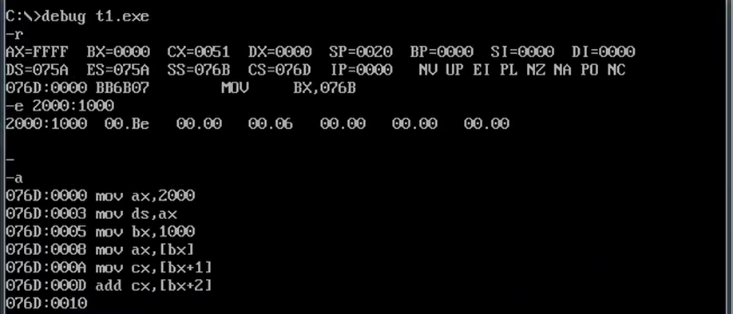 C:\>debug t1.exe
-r
AX=FFFF BX=0000 CX=0051 DX=0000 SP=0020 BP=0000 SI=0000 DI=0000
DS=075A ES=075A SS=076B CS=076D IP=0000 NV UP EI PL NZ NA PO NC
076D:0000 BB6B07 MOV BX,076B
-e 2000:1000
2000:1000 00.Be 00.00 00.06 00.00 00.00 00.00
-
-a
076D:0000 mov ax,2000
076D:0003 mov ds,ax
076D:0005 mov bx,1000
076D:0008 mov ax,[bx]
076D:000A mov cx,[bx+1]
076D:000D add cx,[bx+2]
076D:0010